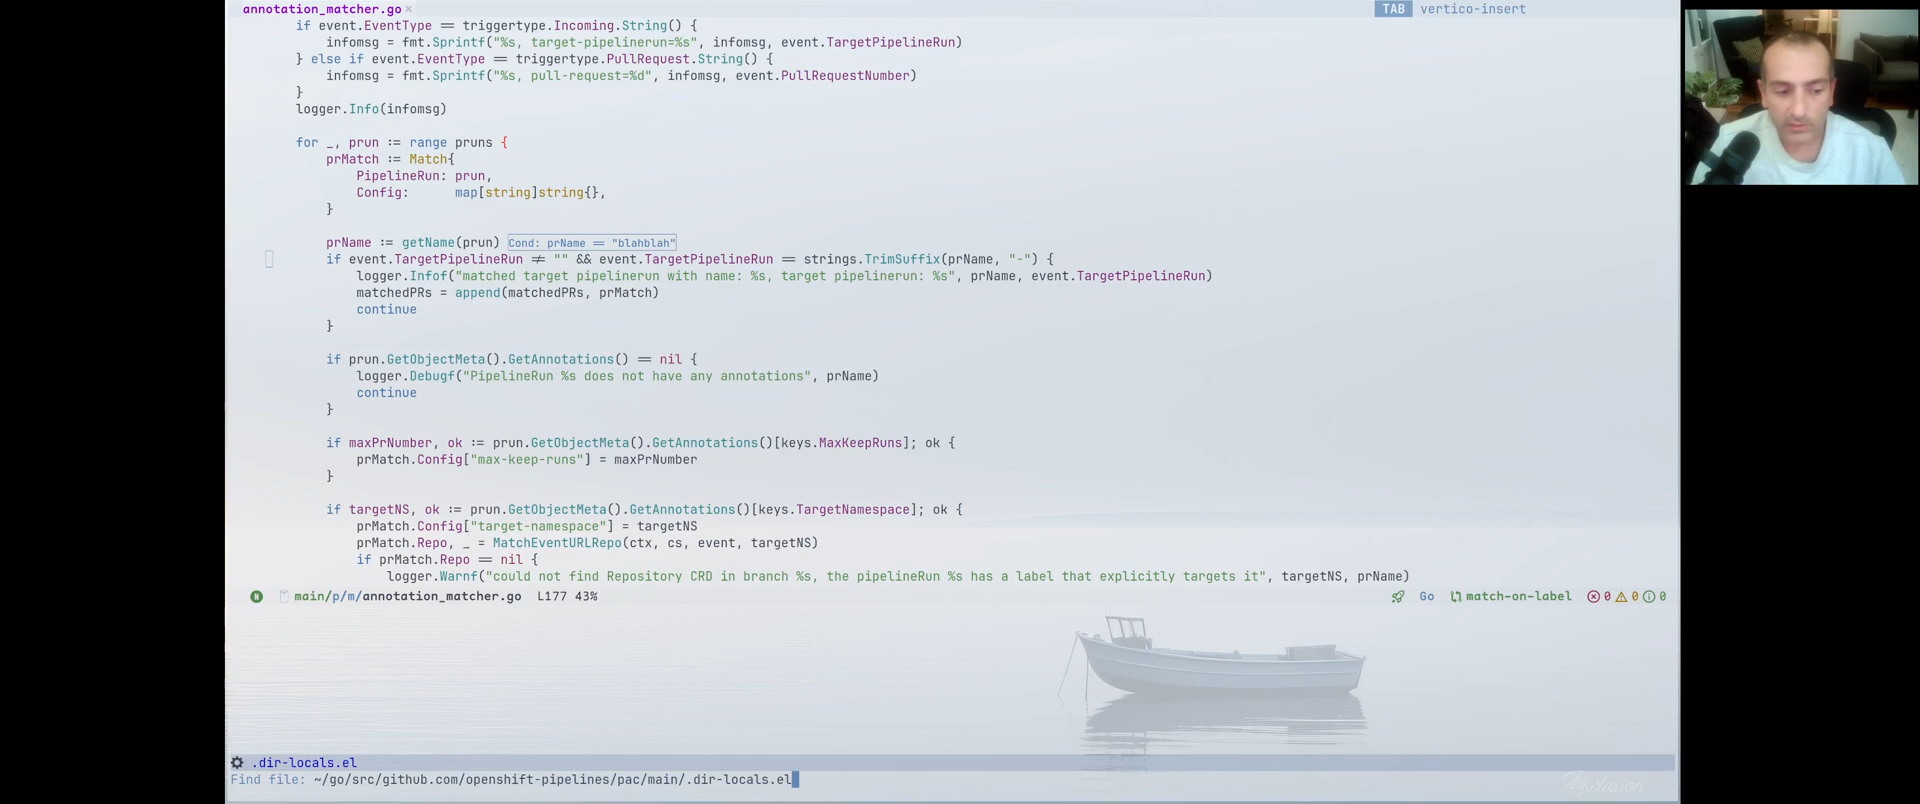 annotation_matcher.go ×
TAB vertico-insert
if event.EventType == triggertype.Incoming.String() {
infomsg = fmt.Sprintf("%s, target-pipelinerun=%s", infomsg, event.TargetPipelineRun)
} else if event.EventType == triggertype.PullRequest.String() {
infomsg = fmt.Sprintf("%s, pull-request=%d", infomsg, event.PullRequestNumber)
}
logger.Info(infomsg)
for _, prun := range pruns {
prMatch := Match{
PipelineRun: prun,
Config: map[string]string{},
}
prName := getName(prun) Cond: prName == "blahblah"
if event.TargetPipelineRun != "" && event.TargetPipelineRun == strings.TrimSuffix(prName, "-") {
logger.Infof("matched target pipelinerun with name: %s, target pipelinerun: %s", prName, event.TargetPipelineRun)
matchedPRs = append(matchedPRs, prMatch)
continue
}
if prun.GetObjectMeta().GetAnnotations() == nil {
logger.Debugf("PipelineRun %s does not have any annotations", prName)
continue
}
if maxPrNumber, ok := prun.GetObjectMeta().GetAnnotations()[keys.MaxKeepRuns]; ok {
prMatch.Config["max-keep-runs"] = maxPrNumber
}
if targetNS, ok := prun.GetObjectMeta().GetAnnotations()[keys.TargetNamespace]; ok {
prMatch.Config["target-namespace"] = targetNS
prMatch.Repo, _ = MatchEventURLRepo(ctx, cs, event, targetNS)
if prMatch.Repo == nil {
logger.Warnf("could not find Repository CRD in branch %s, the pipelineRun %s has a label that explicitly targets it", targetNS, prName)
N main/p/m/annotation_matcher.go L177 43% Go match-on-label 0 0 0
.dir-locals.el
Find file: ~/go/src/github.com/openshift-pipelines/pac/main/.dir-locals.el